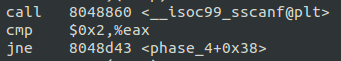 call   8048860 <__isoc99_sscanf@plt>
cmp    $0x2,%eax
jne    8048d43 <phase_4+0x38>